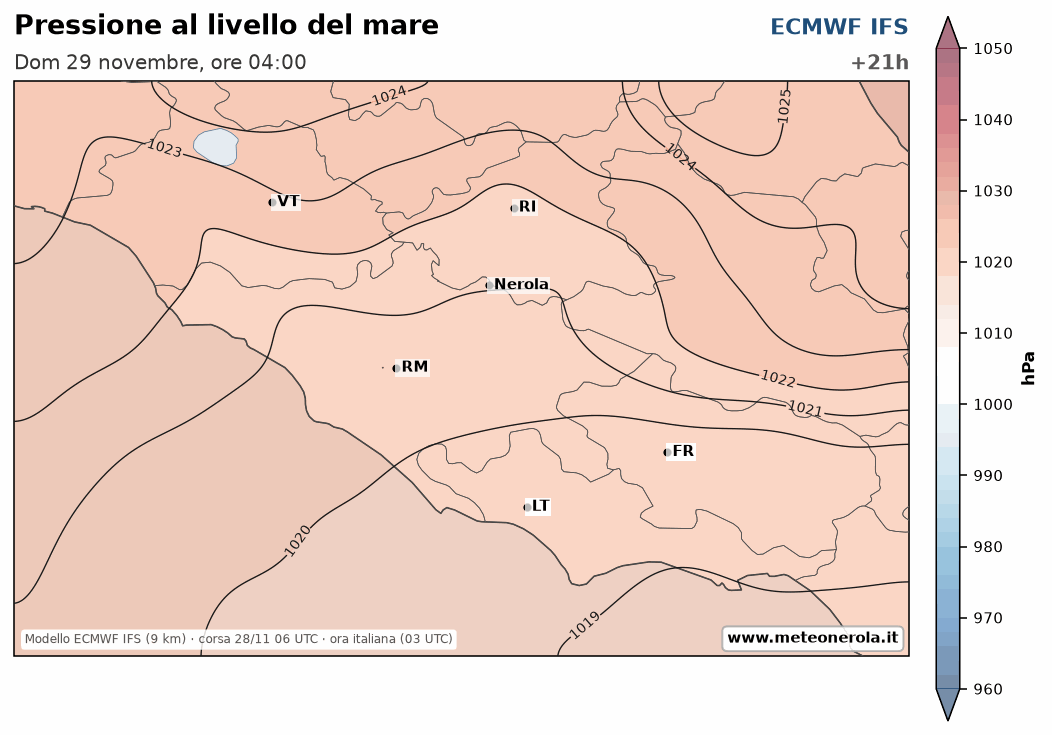 Pressione al livello del mare
ECMWF IFS
Dom 29 novembre, ore 04:00
+21h
1024
1025
1023
1024
VT
RI
Nerola
RM
1022
1021
FR
LT
1020
1019
Modello ECMWF IFS (9 km) · corsa 28/11 06 UTC · ora italiana (03 UTC)
www.meteonerola.it
1050
1040
1030
1020
1010
1000
990
980
970
960
hPa